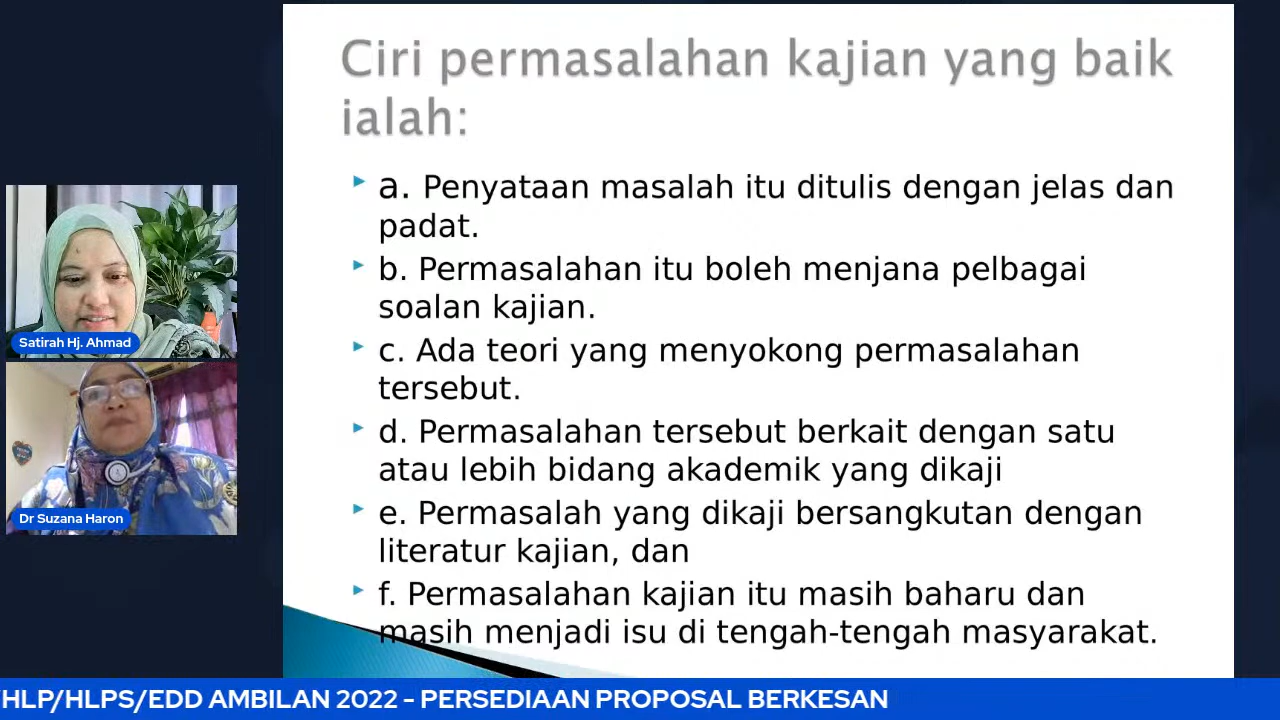 Ciri permasalahan kajian yang baik
ialah:
a. Penyataan masalah itu ditulis dengan jelas dan
padat.
b. Permasalahan itu boleh menjana pelbagai
soalan kajian.
c. Ada teori yang menyokong permasalahan
tersebut.
d. Permasalahan tersebut berkait dengan satu
atau lebih bidang akademik yang dikaji
e. Permasalah yang dikaji bersangkutan dengan
literatur kajian, dan
f. Permasalahan kajian itu masih baharu dan
masih menjadi isu di tengah-tengah masyarakat.
Satirah Hj. Ahmad
Dr Suzana Haron
/HLP/HLPS/EDD AMBILAN 2022 - PERSEDIAAN PROPOSAL BERKESAN